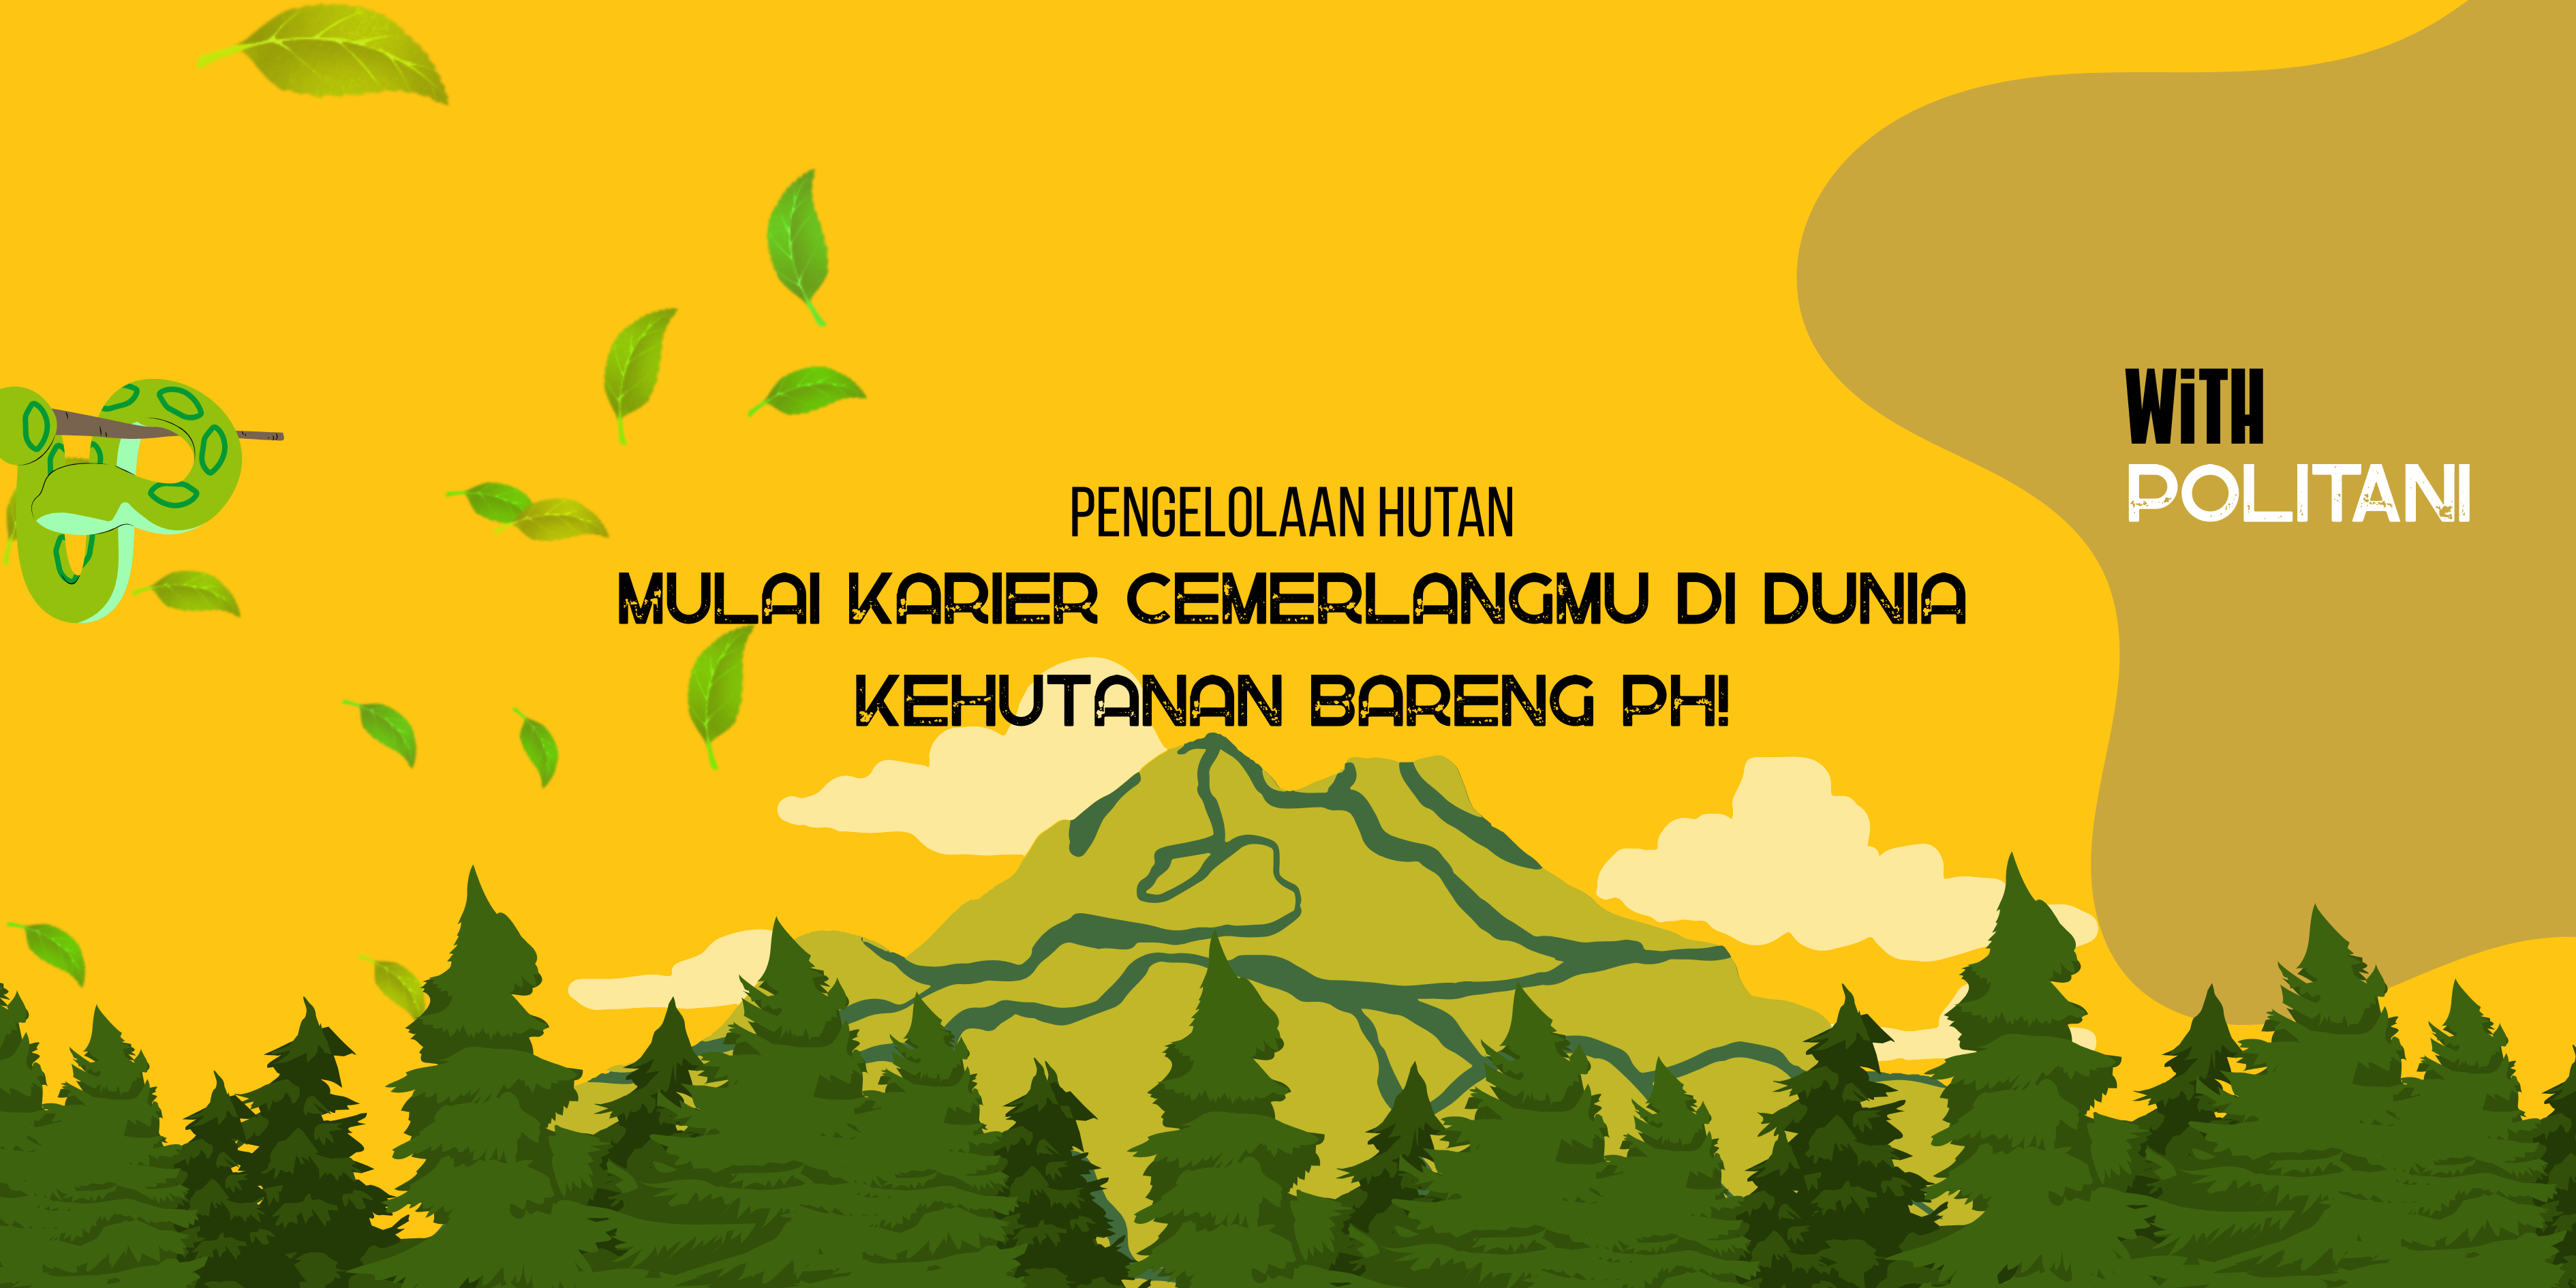 PENGELOLAAN HUTAN
MULAI KARIER CEMERLANGMU DI DUNIA
KEHUTANAN BARENG PH!
WiTH
POLITANI